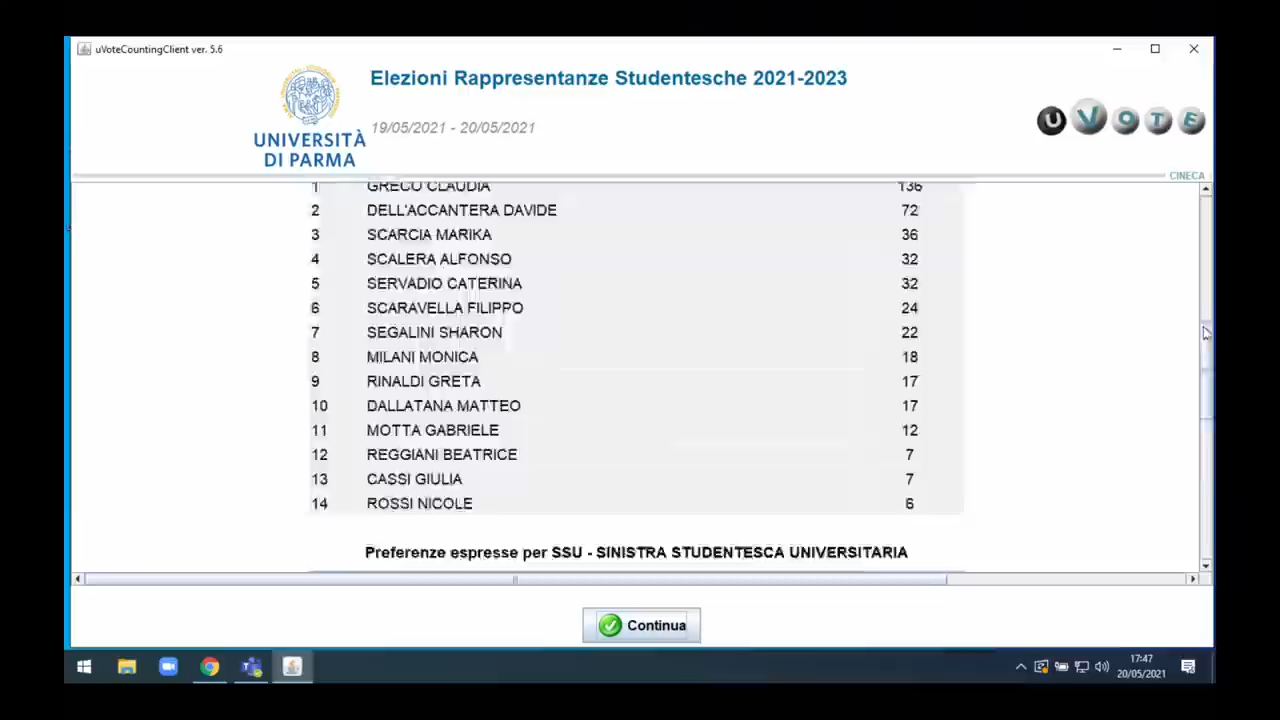 uVoteCountingClient ver. 5.6
Elezioni Rappresentanze Studentesche 2021-2023
19/05/2021 - 20/05/2021
UNIVERSITÀ
DI PARMA
U V O T E
CINECA
1 GRECO CLAUDIA 136
2 DELL'ACCANTERA DAVIDE 72
3 SCARCIA MARIKA 36
4 SCALERA ALFONSO 32
5 SERVADIO CATERINA 32
6 SCARAVELLA FILIPPO 24
7 SEGALINI SHARON 22
8 MILANI MONICA 18
9 RINALDI GRETA 17
10 DALLATANA MATTEO 17
11 MOTTA GABRIELE 12
12 REGGIANI BEATRICE 7
13 CASSI GIULIA 7
14 ROSSI NICOLE 6
Preferenze espresse per SSU - SINISTRA STUDENTESCA UNIVERSITARIA
Continua
17:47
20/05/2021